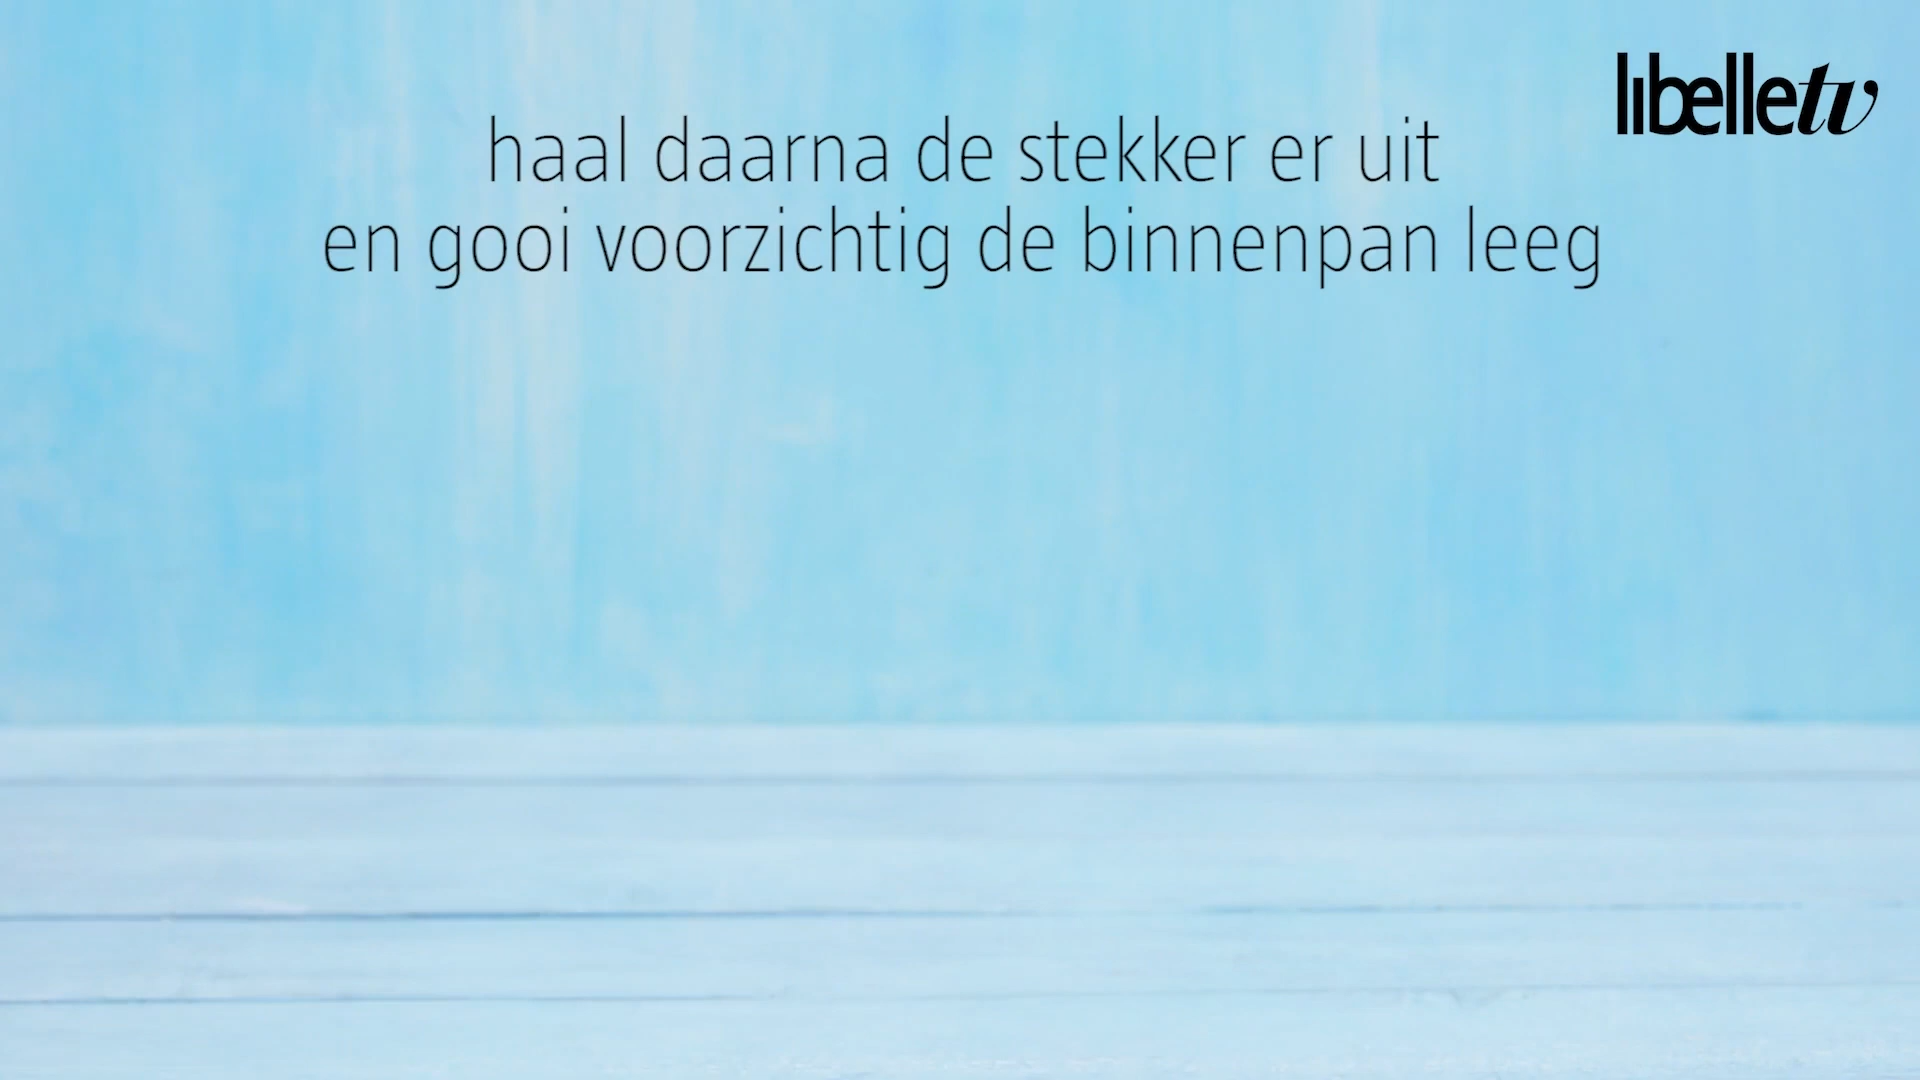 libelletv
haal daarna de stekker er uit
en gooi voorzichtig de binnenpan leeg